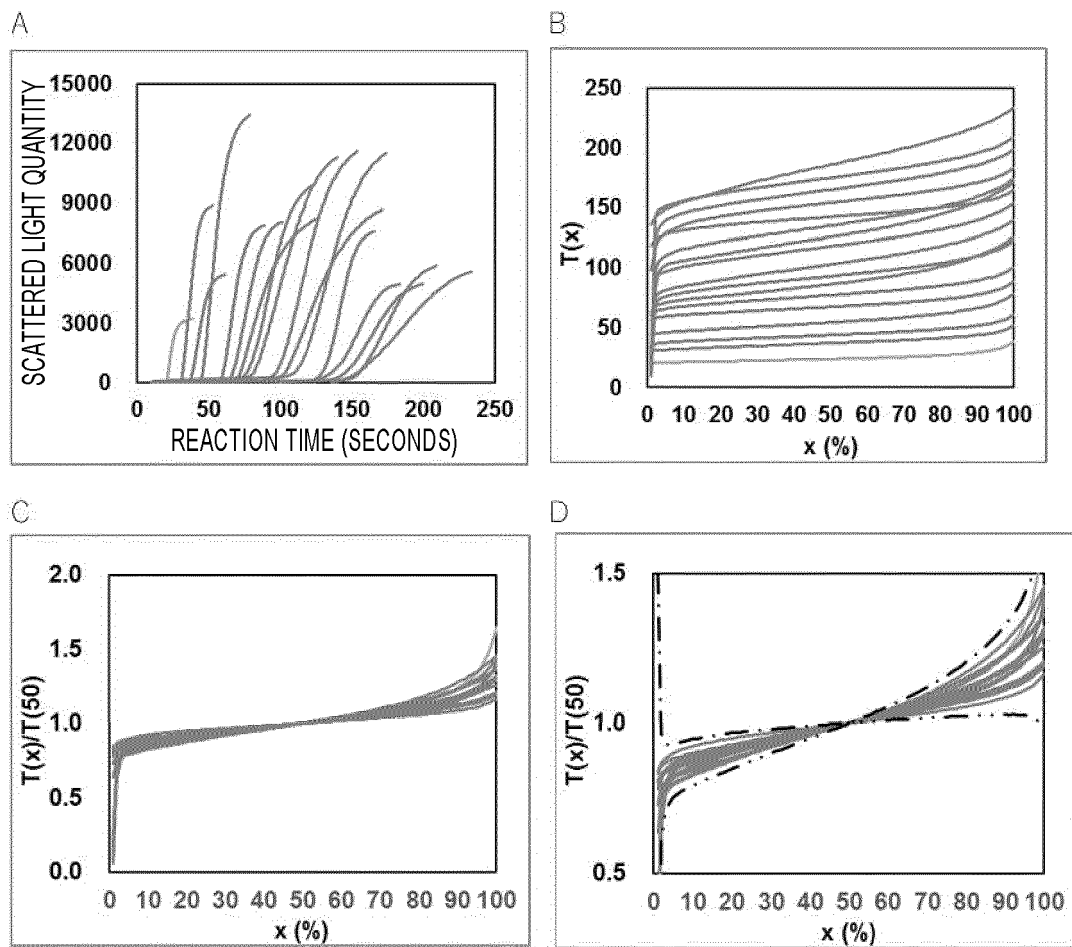 A
SCATTERED LIGHT QUANTITY
15000
12000
9000
6000
3000
0
0 50 100 150 200 250
REACTION TIME (SECONDS)
B
T(x)
250
200
150
100
50
0
0 10 20 30 40 50 60 70 80 90 100
x (%)
C
T(x)/T(50)
2.0
1.5
1.0
0.5
0.0
0 10 20 30 40 50 60 70 80 90 100
x (%)
D
T(x)/T(50)
1.5
1.0
0.5
0 10 20 30 40 50 60 70 80 90 100
x (%)